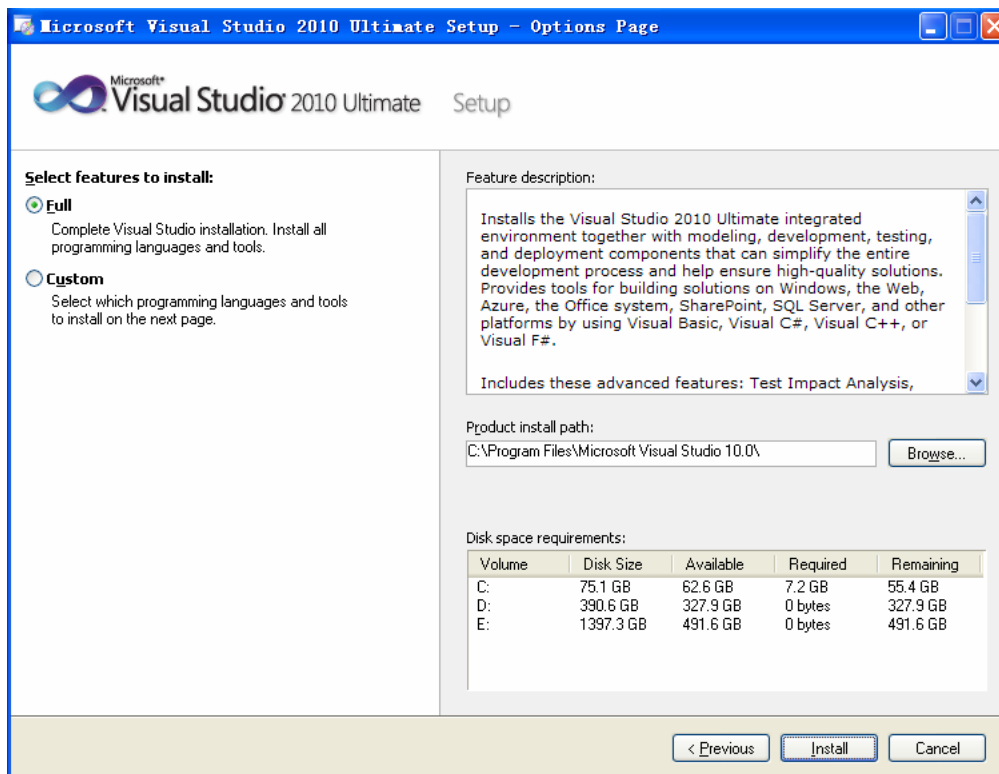 Microsoft Visual Studio 2010 Ultimate Setup - Options Page
Microsoft®
Visual Studio® 2010 Ultimate Setup
Select features to install:
Full
Complete Visual Studio installation. Install all
programming languages and tools.
Custom
Select which programming languages and tools
to install on the next page.
Feature description:
Installs the Visual Studio 2010 Ultimate integrated
environment together with modeling, development, testing,
and deployment components that can simplify the entire
development process and help ensure high-quality solutions.
Provides tools for building solutions on Windows, the Web,
Azure, the Office system, SharePoint, SQL Server, and other
platforms by using Visual Basic, Visual C#, Visual C++, or
Visual F#.
Includes these advanced features: Test Impact Analysis,
Product install path:
C:\Program Files\Microsoft Visual Studio 10.0\
Browse...
Disk space requirements:
Volume Disk Size Available Required Remaining
C: 75.1 GB 62.6 GB 7.2 GB 55.4 GB
D: 390.6 GB 327.9 GB 0 bytes 327.9 GB
E: 1397.3 GB 491.6 GB 0 bytes 491.6 GB
< Previous Install Cancel